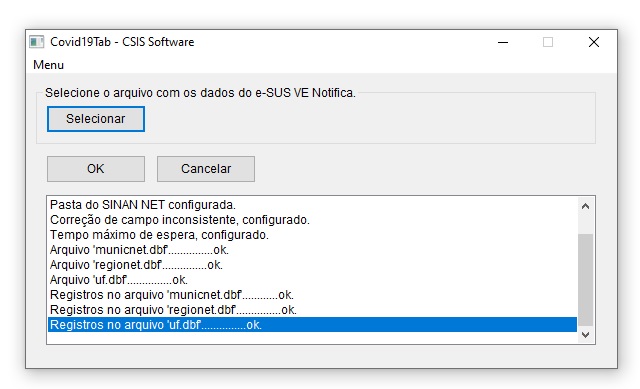 Covid19Tab - CSIS Software
Menu
Selecione o arquivo com os dados do e-SUS VE Notifica.
Selecionar
OK
Cancelar
Pasta do SINAN NET configurada.
Correção de campo inconsistente, configurado.
Tempo máximo de espera, configurado.
Arquivo 'municnet.dbf'...............ok.
Arquivo 'regionet.dbf'...............ok.
Arquivo 'uf.dbf'...............ok.
Registros no arquivo 'municnet.dbf'............ok.
Registros no arquivo 'regionet.dbf'...............ok.
Registros no arquivo 'uf.dbf'...............ok.